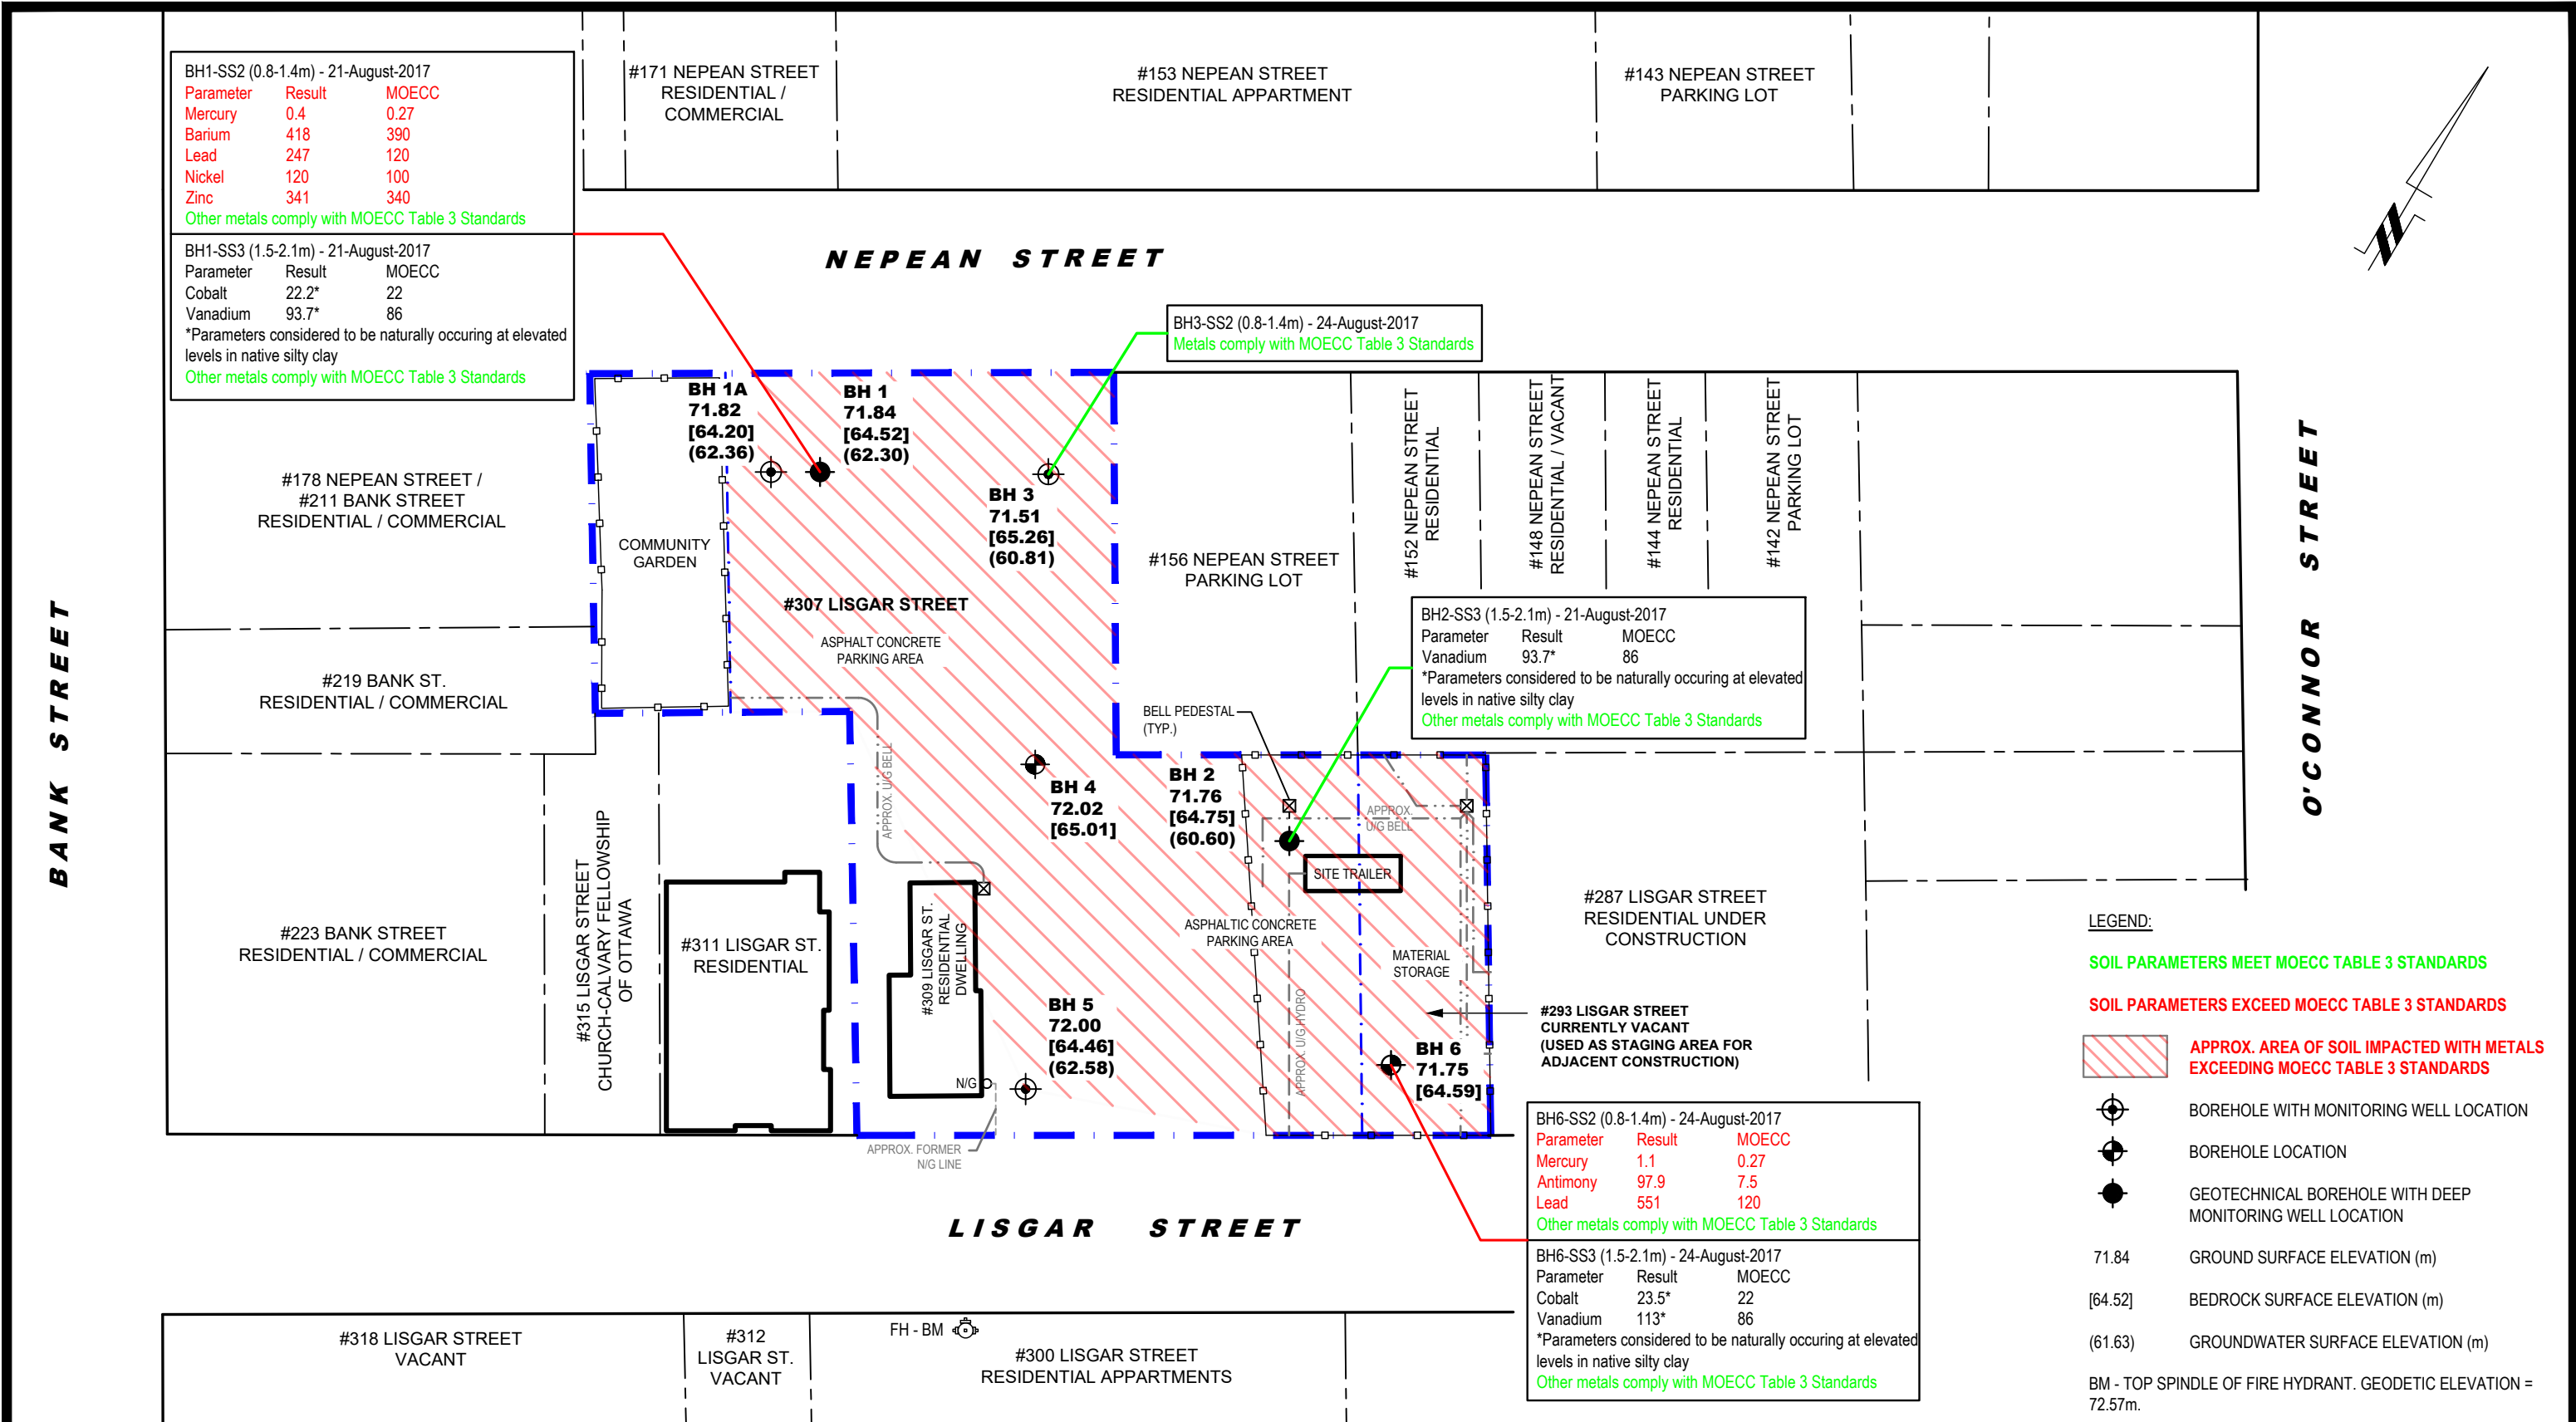 BH1-SS2 (0.8-1.4m) - 21-August-2017
Parameter Result MOECC
Mercury 0.4 0.27
Barium 418 390
Lead 247 120
Nickel 120 100
Zinc 341 340
Other metals comply with MOECC Table 3 Standards
BH1-SS3 (1.5-2.1m) - 21-August-2017
Parameter Result MOECC
Cobalt 22.2* 22
Vanadium 93.7* 86
*Parameters considered to be naturally occuring at elevated
levels in native silty clay
Other metals comply with MOECC Table 3 Standards
#171 NEPEAN STREET
RESIDENTIAL /
COMMERCIAL
#153 NEPEAN STREET
RESIDENTIAL APPARTMENT
#143 NEPEAN STREET
PARKING LOT
NEPEAN STREET
BH3-SS2 (0.8-1.4m) - 24-August-2017
Metals comply with MOECC Table 3 Standards
BH 1A
71.82
[64.20]
(62.36)
BH 1
71.84
[64.52]
(62.30)
BH 3
71.51
[65.26]
(60.81)
#178 NEPEAN STREET /
#211 BANK STREET
RESIDENTIAL / COMMERCIAL
COMMUNITY
GARDEN
#307 LISGAR STREET
ASPHALT CONCRETE
PARKING AREA
#156 NEPEAN STREET
PARKING LOT
#152 NEPEAN STREET
RESIDENTIAL
#148 NEPEAN STREET
RESIDENTIAL / VACANT
#144 NEPEAN STREET
RESIDENTIAL
#142 NEPEAN STREET
PARKING LOT
BANK STREET
O'CONNOR STREET
#219 BANK ST.
RESIDENTIAL / COMMERCIAL
BH2-SS3 (1.5-2.1m) - 21-August-2017
Parameter Result MOECC
Vanadium 93.7* 86
*Parameters considered to be naturally occuring at elevated
levels in native silty clay
Other metals comply with MOECC Table 3 Standards
BELL PEDESTAL
(TYP.)
APPROX. U/G BELL
BH 4
72.02
[65.01]
BH 2
71.76
[64.75]
(60.60)
APPROX.
U/G BELL
SITE TRAILER
#223 BANK STREET
RESIDENTIAL / COMMERCIAL
#315 LISGAR STREET
CHURCH-CALVARY FELLOWSHIP
OF OTTAWA
#311 LISGAR ST.
RESIDENTIAL
#309 LISGAR ST.
RESIDENTIAL
DWELLING
ASPHALTIC CONCRETE
PARKING AREA
MATERIAL
STORAGE
#287 LISGAR STREET
RESIDENTIAL UNDER
CONSTRUCTION
#293 LISGAR STREET
CURRENTLY VACANT
(USED AS STAGING AREA FOR
ADJACENT CONSTRUCTION)
BH 5
72.00
[64.46]
(62.58)
N/G
APPROX. U/G HYDRO
BH 6
71.75
[64.59]
APPROX. FORMER
N/G LINE
BH6-SS2 (0.8-1.4m) - 24-August-2017
Parameter Result MOECC
Mercury 1.1 0.27
Antimony 97.9 7.5
Lead 551 120
Other metals comply with MOECC Table 3 Standards
BH6-SS3 (1.5-2.1m) - 24-August-2017
Parameter Result MOECC
Cobalt 23.5* 22
Vanadium 113* 86
*Parameters considered to be naturally occuring at elevated
levels in native silty clay
Other metals comply with MOECC Table 3 Standards
LISGAR STREET
#318 LISGAR STREET
VACANT
#312
LISGAR ST.
VACANT
FH - BM
#300 LISGAR STREET
RESIDENTIAL APPARTMENTS
LEGEND:
SOIL PARAMETERS MEET MOECC TABLE 3 STANDARDS
SOIL PARAMETERS EXCEED MOECC TABLE 3 STANDARDS
APPROX. AREA OF SOIL IMPACTED WITH METALS
EXCEEDING MOECC TABLE 3 STANDARDS
BOREHOLE WITH MONITORING WELL LOCATION
BOREHOLE LOCATION
GEOTECHNICAL BOREHOLE WITH DEEP
MONITORING WELL LOCATION
71.84 GROUND SURFACE ELEVATION (m)
[64.52] BEDROCK SURFACE ELEVATION (m)
(61.63) GROUNDWATER SURFACE ELEVATION (m)
BM - TOP SPINDLE OF FIRE HYDRANT. GEODETIC ELEVATION =
72.57m.